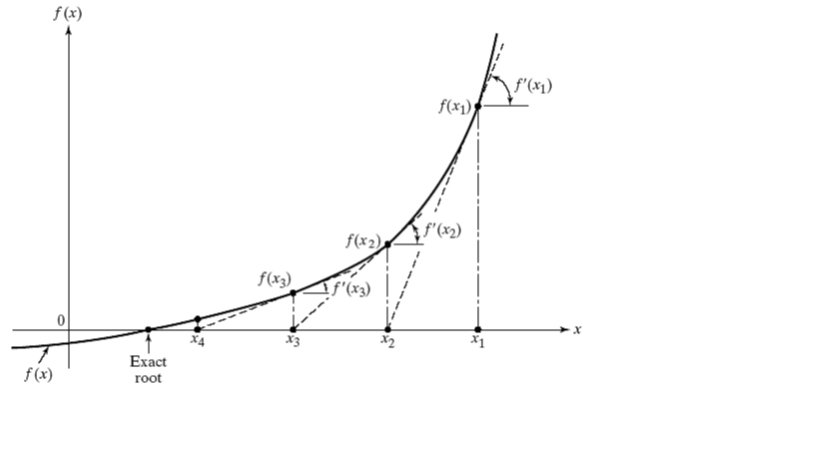 f(x)
f'(x₁)
f(x₁)
f'(x₂)
f(x₂)
f(x₃)
f'(x₃)
0
x
x₄
x₃
x₂
x₁
Exact
root
f(x)